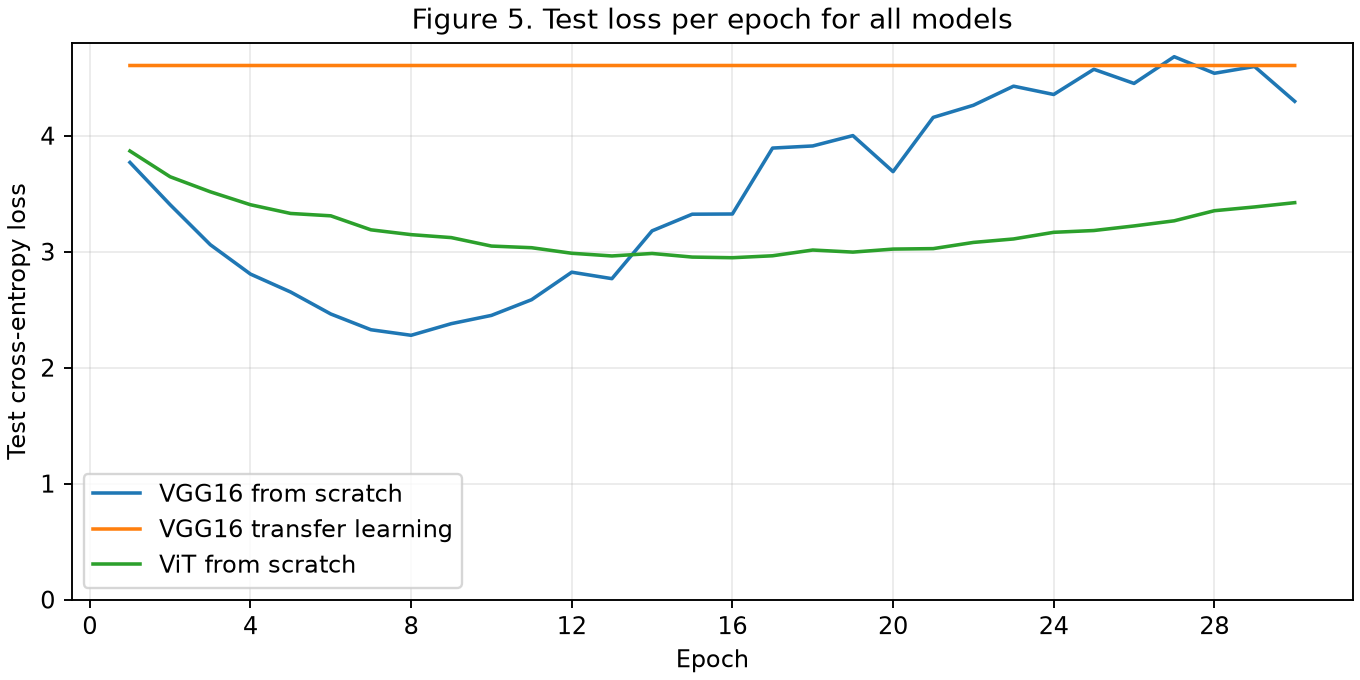 Figure 5. Test loss per epoch for all models
Test cross-entropy loss
4
3
2
1
0
VGG16 from scratch
VGG16 transfer learning
ViT from scratch
0 4 8 12 16 20 24 28
Epoch